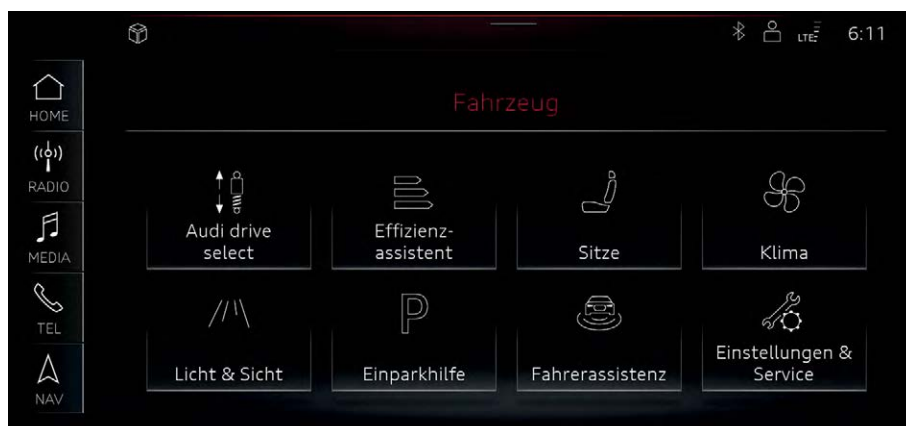 LTE 6:11
HOME
Fahrzeug
RADIO
MEDIA
TEL
NAV
Audi drive
select
Effizienz-
assistent
Sitze
Klima
Licht & Sicht
P
Einparkhilfe
Fahrerassistenz
Einstellungen &
Service